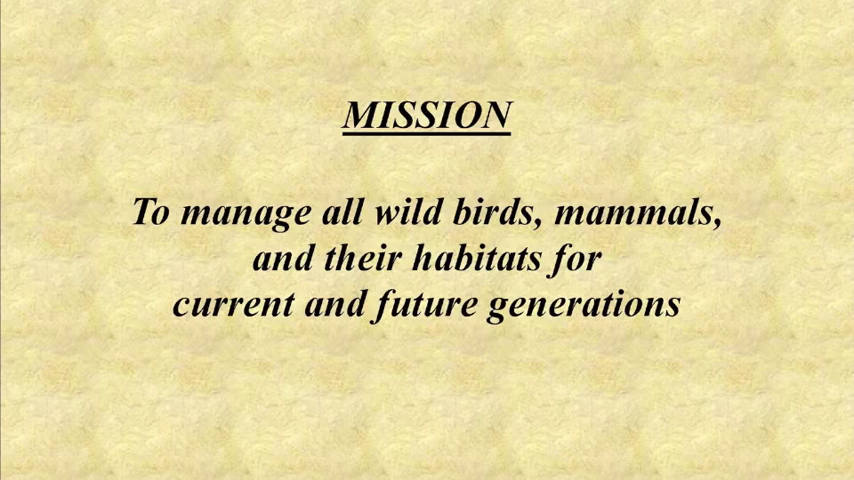 MISSION
To manage all wild birds, mammals,
and their habitats for
current and future generations